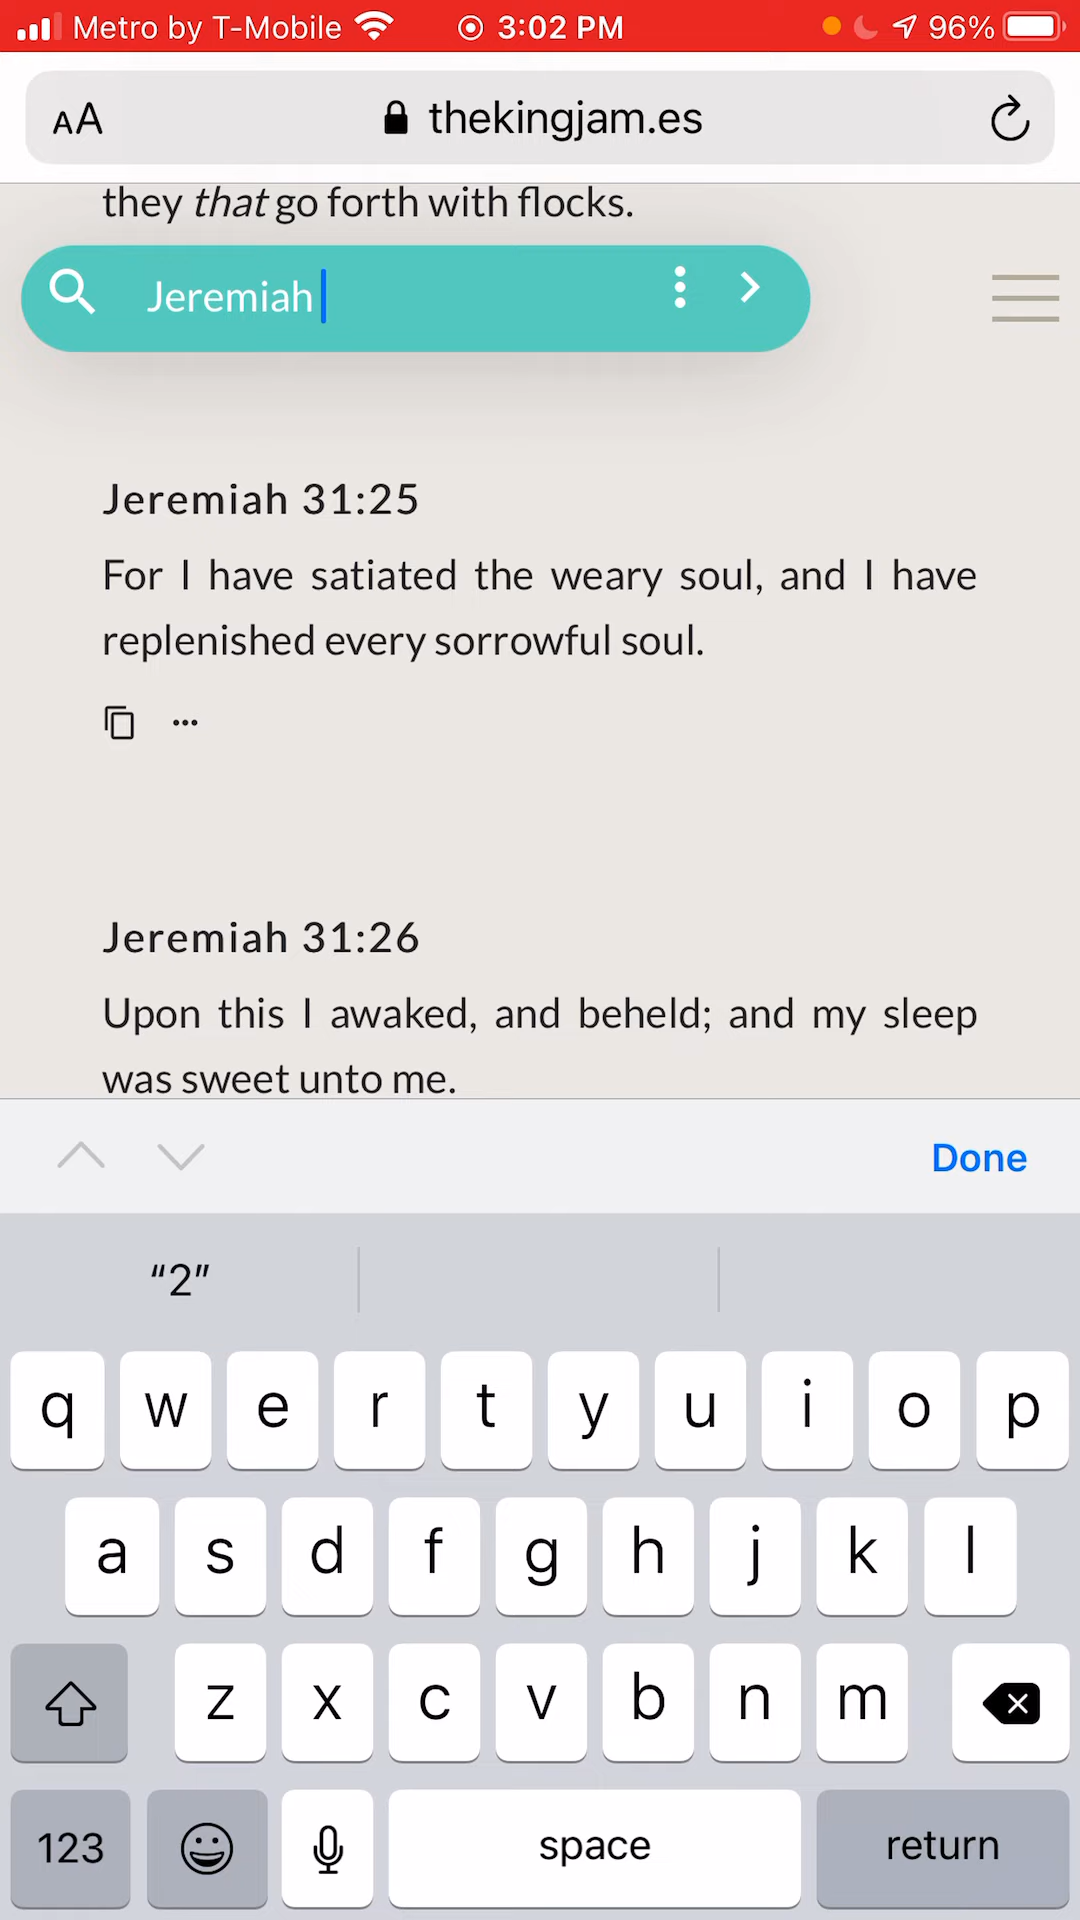 Metro by T-Mobile 3:02 PM 96%
AA thekingjam.es
they that go forth with flocks.
Jeremiah
Jeremiah 31:25
For I have satiated the weary soul, and I have
replenished every sorrowful soul.
Jeremiah 31:26
Upon this I awaked, and beheld; and my sleep
was sweet unto me.
Done
“2”
q w e r t y u i o p
a s d f g h j k l
z x c v b n m
123 space return